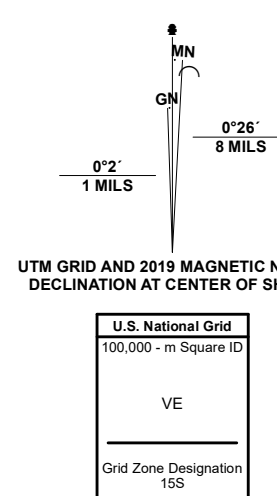 MN
GN
0°26´
8 MILS
0°2´
1 MILS
UTM GRID AND 2019 MAGNETIC
DECLINATION AT CENTER OF
U.S. National Grid
100,000 - m Square ID
VE
Grid Zone Designation
15S